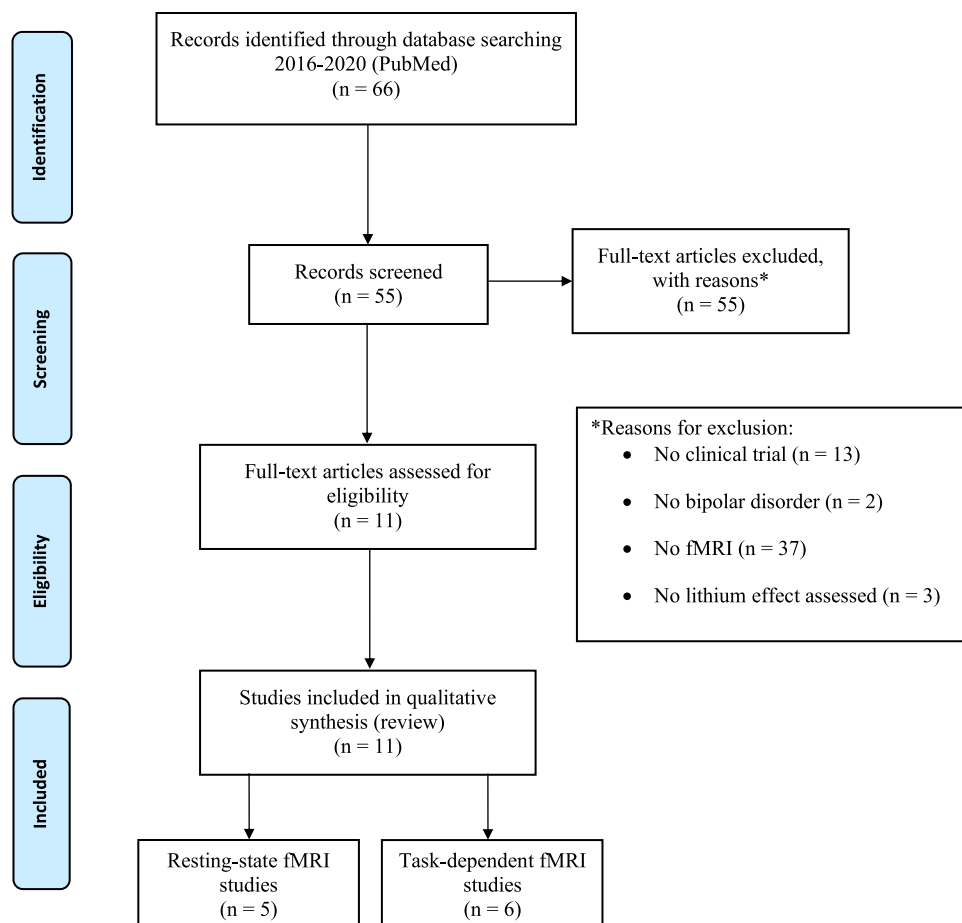 Identification
Records identified through database searching
2016-2020 (PubMed)
(n = 66)
Screening
Records screened
(n = 55)
Full-text articles excluded,
with reasons*
(n = 55)
Eligibility
Full-text articles assessed for
eligibility
(n = 11)
*Reasons for exclusion:
• No clinical trial (n = 13)
• No bipolar disorder (n = 2)
• No fMRI (n = 37)
• No lithium effect assessed (n = 3)
Included
Studies included in qualitative
synthesis (review)
(n = 11)
Resting-state fMRI
studies
(n = 5)
Task-dependent fMRI
studies
(n = 6)